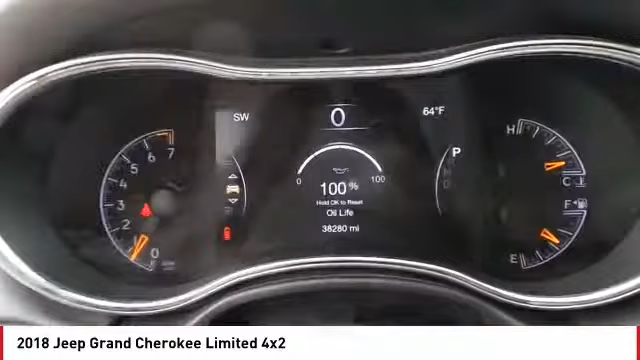 SW
0
64°F
H
C
F
E
7
6
5
4
3
2
1
0
P
R
N
D
0
100
100%
Hold OK to Reset
Oil Life
38280 mi
2018 Jeep Grand Cherokee Limited 4x2